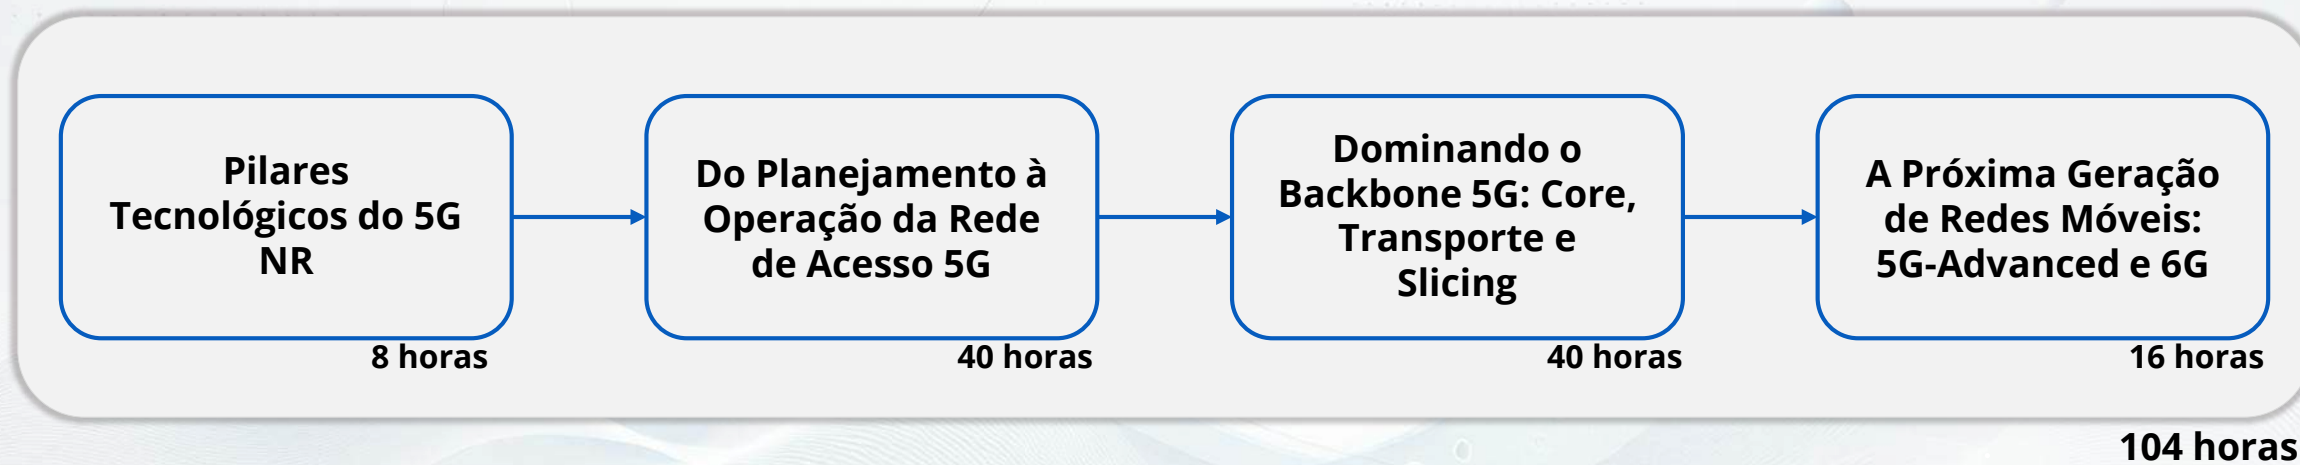 Pilares
Tecnológicos do 5G
NR
8 horas
Do Planejamento à
Operação da Rede
de Acesso 5G
40 horas
Dominando o
Backbone 5G: Core,
Transporte e
Slicing
40 horas
A Próxima Geração
de Redes Móveis:
5G-Advanced e 6G
16 horas
104 horas